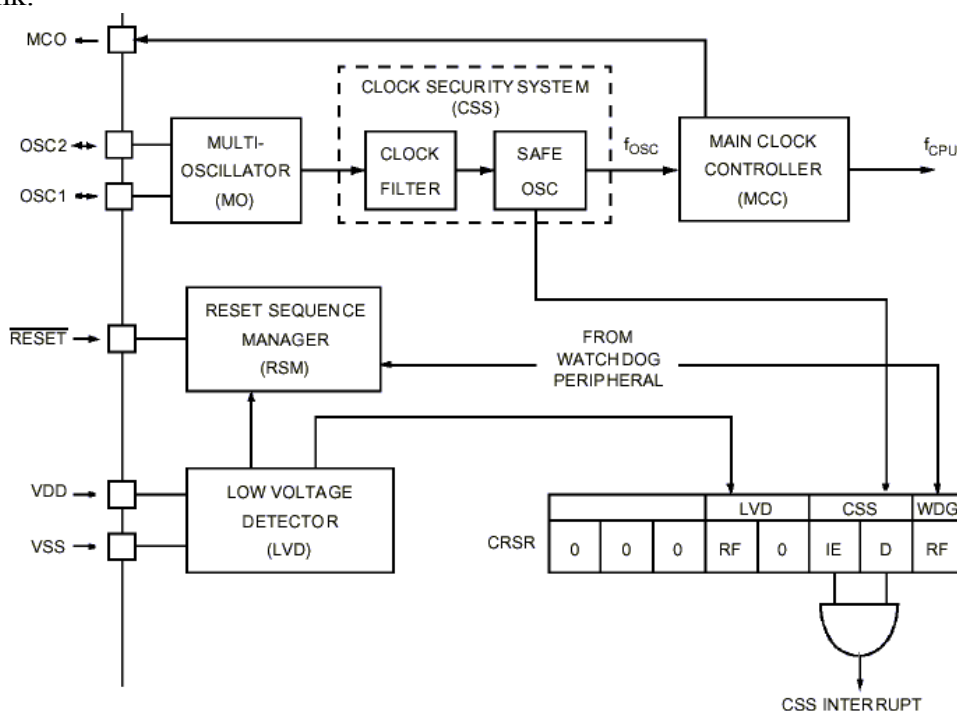 nk.
MCO
CLOCK SECURITY SYSTEM
(CSS)
OSC2
OSC1
MULTI-
OSCILLATOR
(MO)
CLOCK
FILTER
SAFE
OSC
fOSC
MAIN CLOCK
CONTROLLER
(MCC)
fCPU
RESET
RESET SEQUENCE
MANAGER
(RSM)
FROM
WATCHDOG
PERIPHERAL
VDD
VSS
LOW VOLTAGE
DETECTOR
(LVD)
LVD CSS WDG
CRSR 0 0 0 RF 0 IE D RF
CSS INTERRUPT